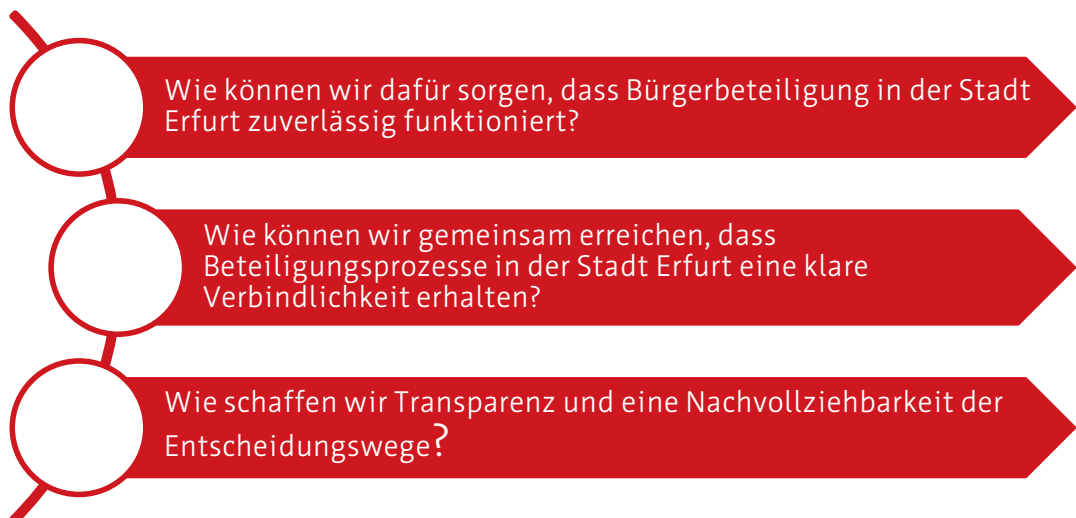 Wie können wir dafür sorgen, dass Bürgerbeteiligung in der Stadt
Erfurt zuverlässig funktioniert?
Wie können wir gemeinsam erreichen, dass
Beteiligungsprozesse in der Stadt Erfurt eine klare
Verbindlichkeit erhalten?
Wie schaffen wir Transparenz und eine Nachvollziehbarkeit der
Entscheidungswege?